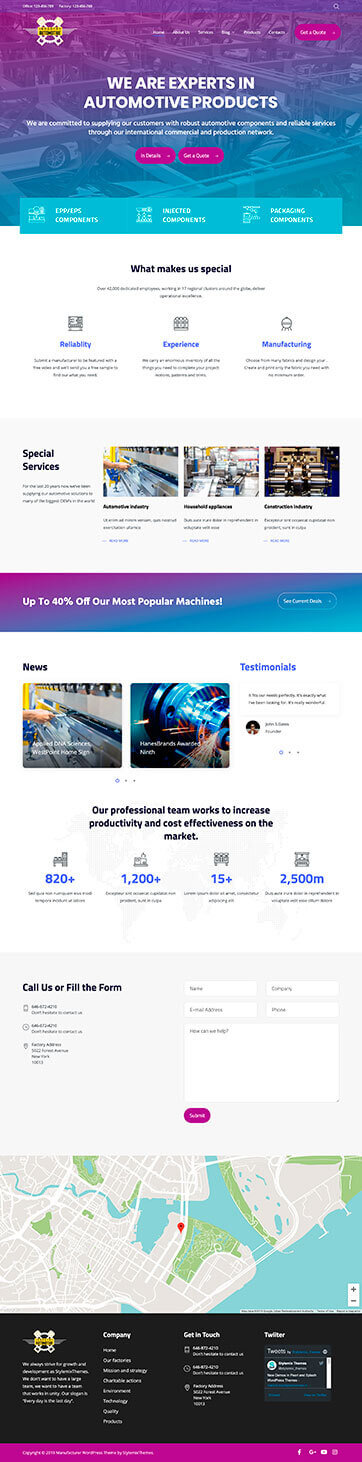 Office: 123-456-789 Factory: 123-456-789
Home About Us Services Blog Products Contacts
Get a Quote
WE ARE EXPERTS IN
AUTOMOTIVE PRODUCTS
We are committed to supplying our customers with robust automotive components and reliable services
through our international commercial and production network.
In Details Get a Quote
EPP/EPS
COMPONENTS
INJECTED
COMPONENTS
PACKAGING
COMPONENTS
What makes us special
Over 42,000 dedicated employees, working in 17 regional clusters around the globe, deliver
operational excellence.
Reliablity
Submit a manufacturer to be featured with a
free video and we'll send you a free sample to
find out what you need.
Experience
We carry an enormous inventory of all the
things you need to complete your project
notions, patterns and trims.
Manufacturing
Choose from many fabrics and design your
Create and print only the fabric you need with
no minimum order.
Special
Services
For the last 20 years now we've been
supplying our automotive solutions to
many of the biggest OEM's in the world
Automotive industry
Ut enim ad minim veniam, quis nostrud
exercitation ullamco
READ MORE
Household appliances
Duis aute irure dolor in reprehenderit in
voluptate velit esse
READ MORE
Construction industry
Excepteur sint occaecat cupidatat non
proident, sunt in culpa
READ MORE
Up To 40% Off Our Most Popular Machines!
See Current Deals
News
Applied DNA Sciences,
WestPoint Home Sign
HanesBrands Awarded
Ninth
Testimonials
It fits our needs perfectly. It's exactly what
I've been looking for. It's really wonderful.
John S.Gates
Founder
Our professional team works to increase
productivity and cost effectiveness on the
market.
820+
Sed quia non numquam eius modi
tempora incidunt ut labore
1,200+
Excepteur sint occaecat cupidatat non
proident, sunt in culpa
15+
Lorem ipsum dolor sit amet, consectetur
adipiscing elit
2,500m
Duis aute irure dolor in reprehenderit in
voluptate velit esse cillum dolore
Call Us or Fill the Form
646-872-4210
Don't hesitate to contact us
646-872-4210
Don't hesitate to contact us
Factory Address
5022 Forest Avenue
New York
10013
Name
Company
E-mail Address
Phone
How can we help?
Submit
We always strive for growth and
development as StylemixThemes.
We don't want to have a large
team, we want to have a team
that works in unity. Our slogan is
"Every day is the last day".
Company
Home
Our factories
Mission and strategy
Charitable actions
Environment
Technology
Quality
Products
Get in Touch
646-872-4210
Don't hesitate to contact us
646-872-4210
Don't hesitate to contact us
Factory Address
5022 Forest Avenue
New York
10013
Twiiter
Tweets by @stylemix_themes
Stylemix Themes
@stylemix_themes
New Demos in Pearl and Splash
WordPress Themes
Copyright © 2019 Manufacturer WordPress Theme by StylemixThemes